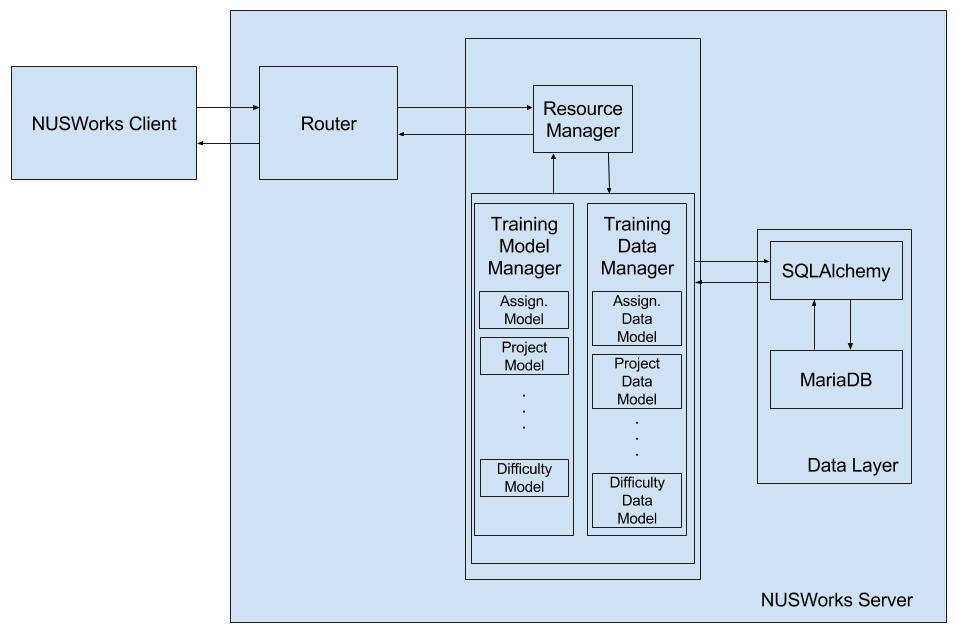 NUSWorks Client
Router
Resource
Manager
Training
Model
Manager
Assign.
Model
Project
Model
.
.
.
Difficulty
Model
Training
Data
Manager
Assign.
Data
Model
Project
Data
Model
.
.
.
Difficulty
Data
Model
SQLAlchemy
MariaDB
Data Layer
NUSWorks Server